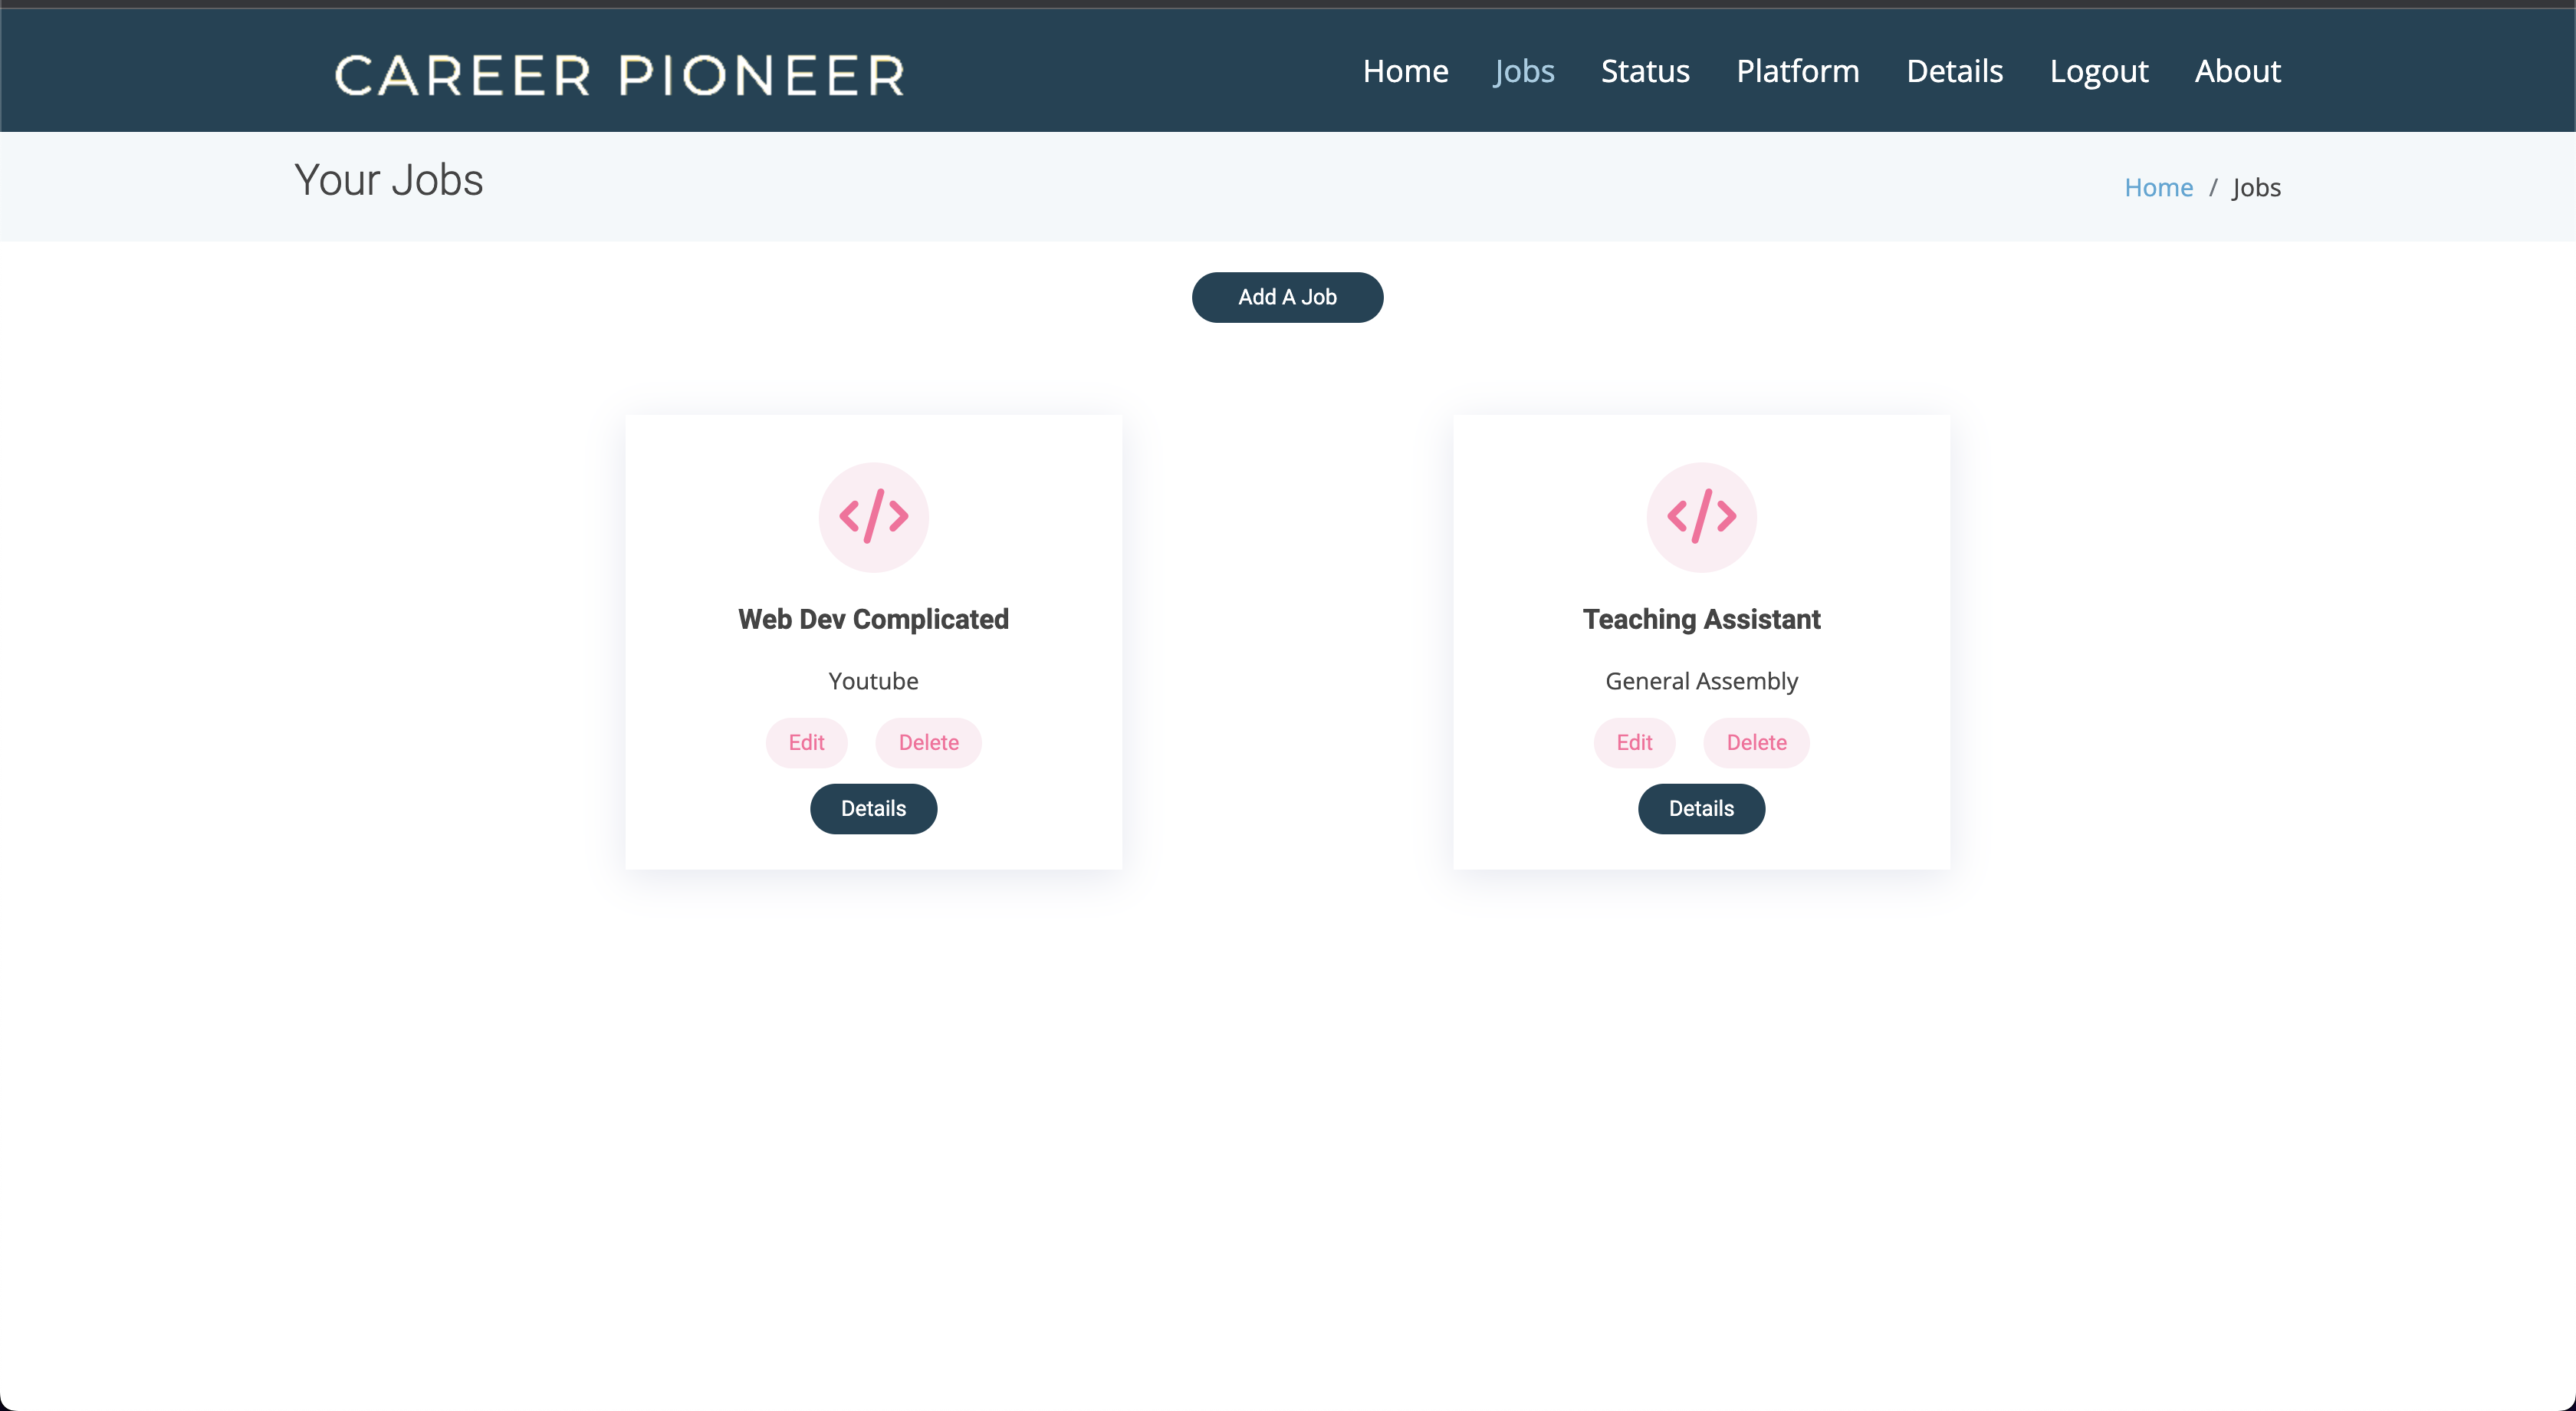 CAREER PIONEER
Home Jobs Status Platform Details Logout About
Your Jobs
Home / Jobs
Add A Job
</>
Web Dev Complicated
Youtube
Edit Delete
Details
</>
Teaching Assistant
General Assembly
Edit Delete
Details